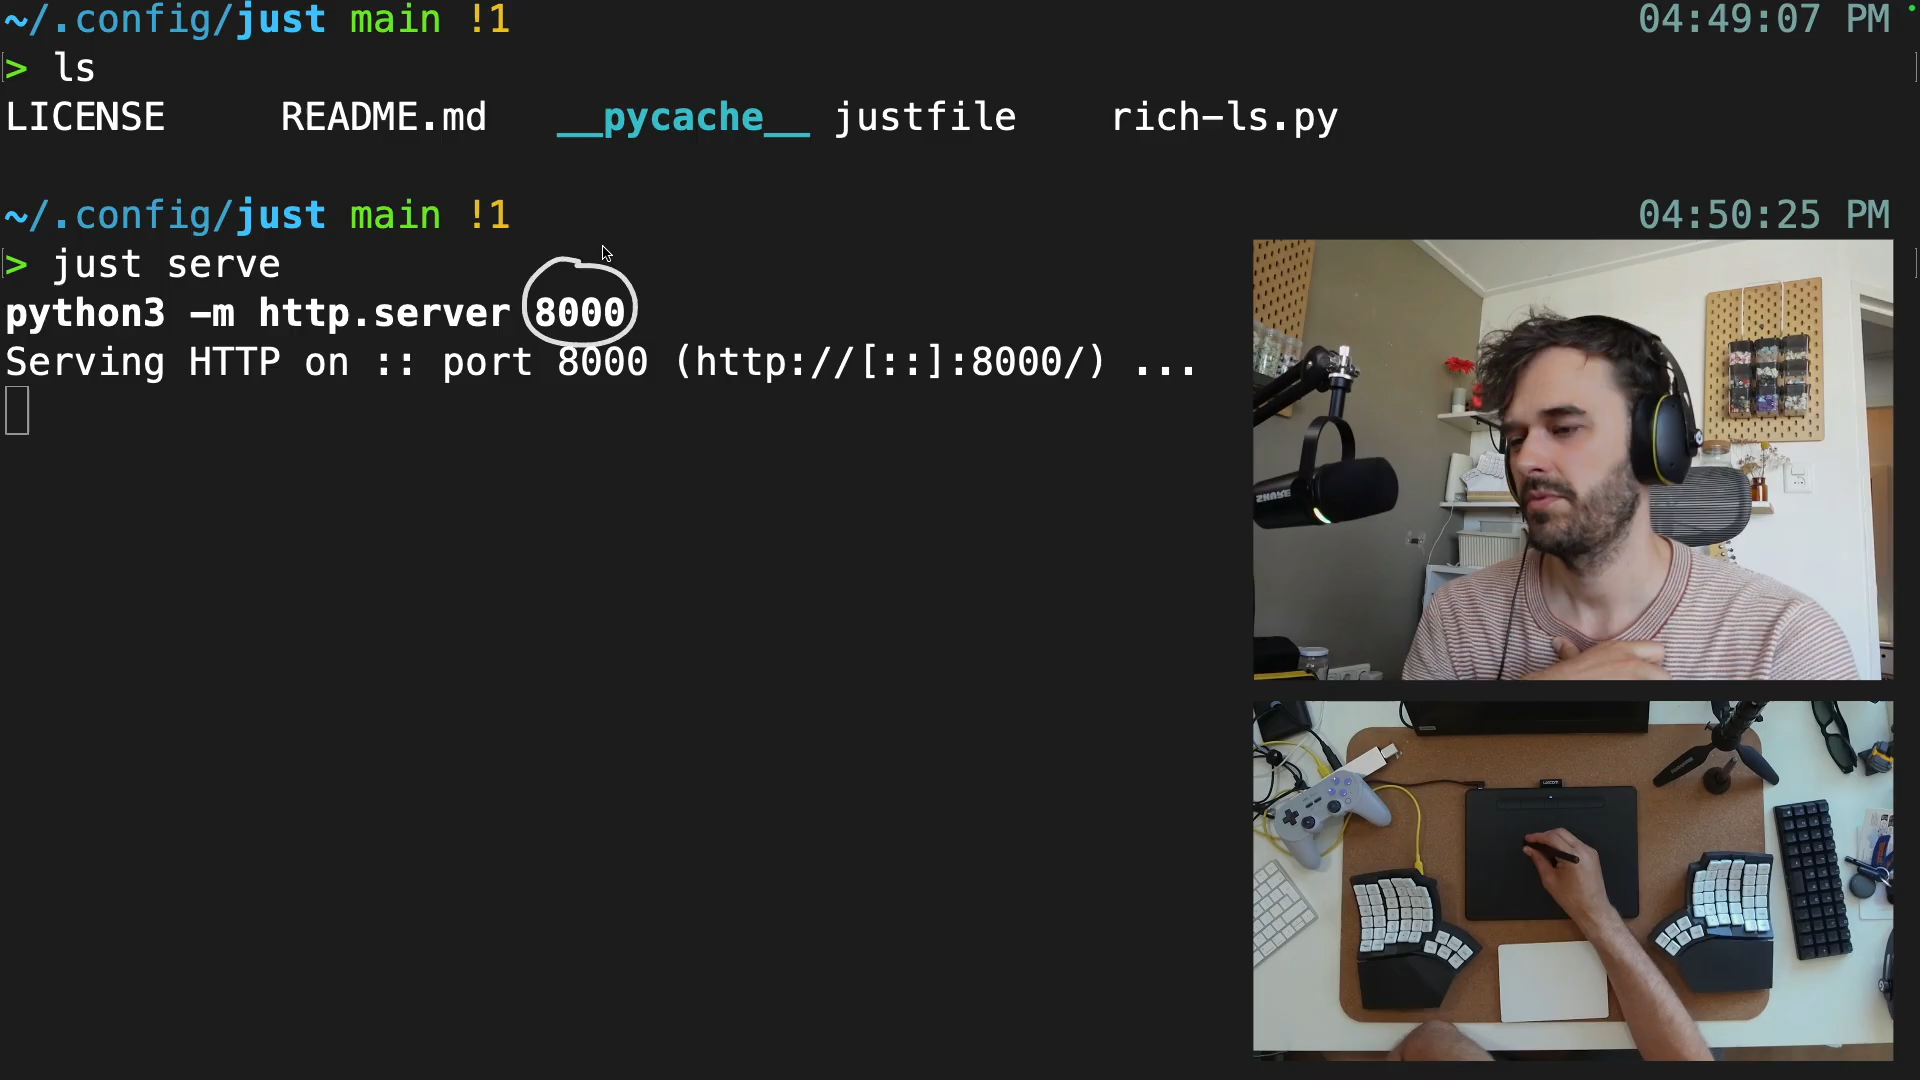 ~/.config/just main !1 04:49:07 PM
> ls
LICENSE README.md __pycache__ justfile rich-ls.py
~/.config/just main !1 04:50:25 PM
> just serve
python3 -m http.server 8000
Serving HTTP on :: port 8000 (http://[::]:8000/) ...
SHURE